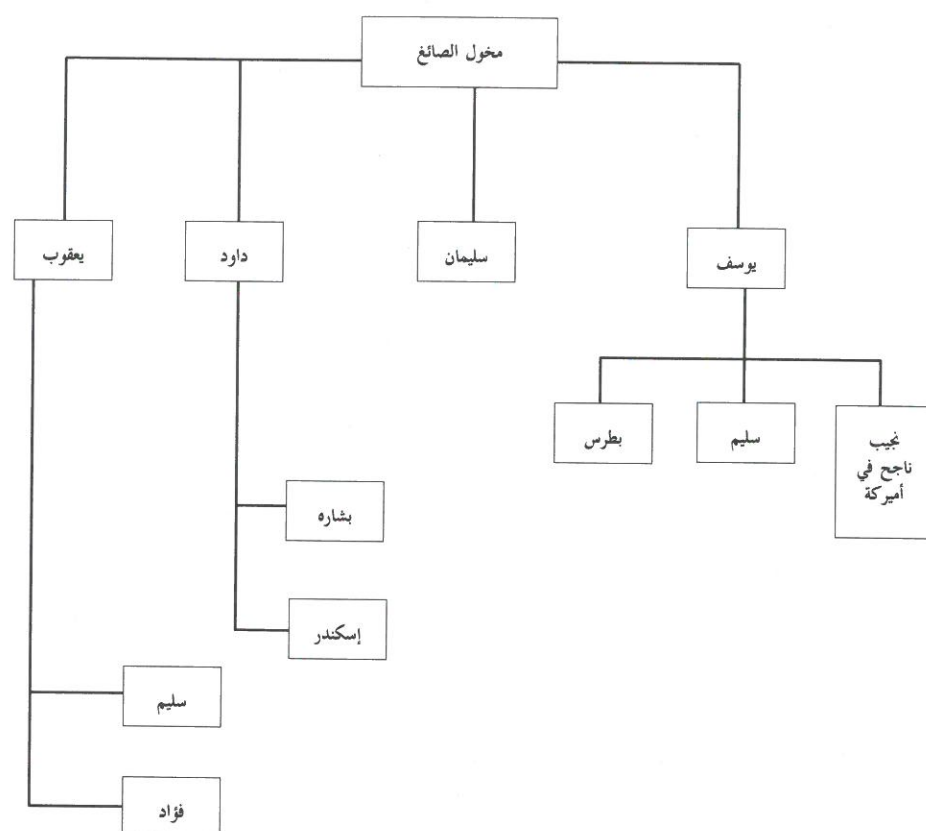 مخول الصائغ
يوسف
سليمان
داود
يعقوب
نجيب
ناجح في
أميركة
سليم
بطرس
بشاره
إسكندر
سليم
فؤاد